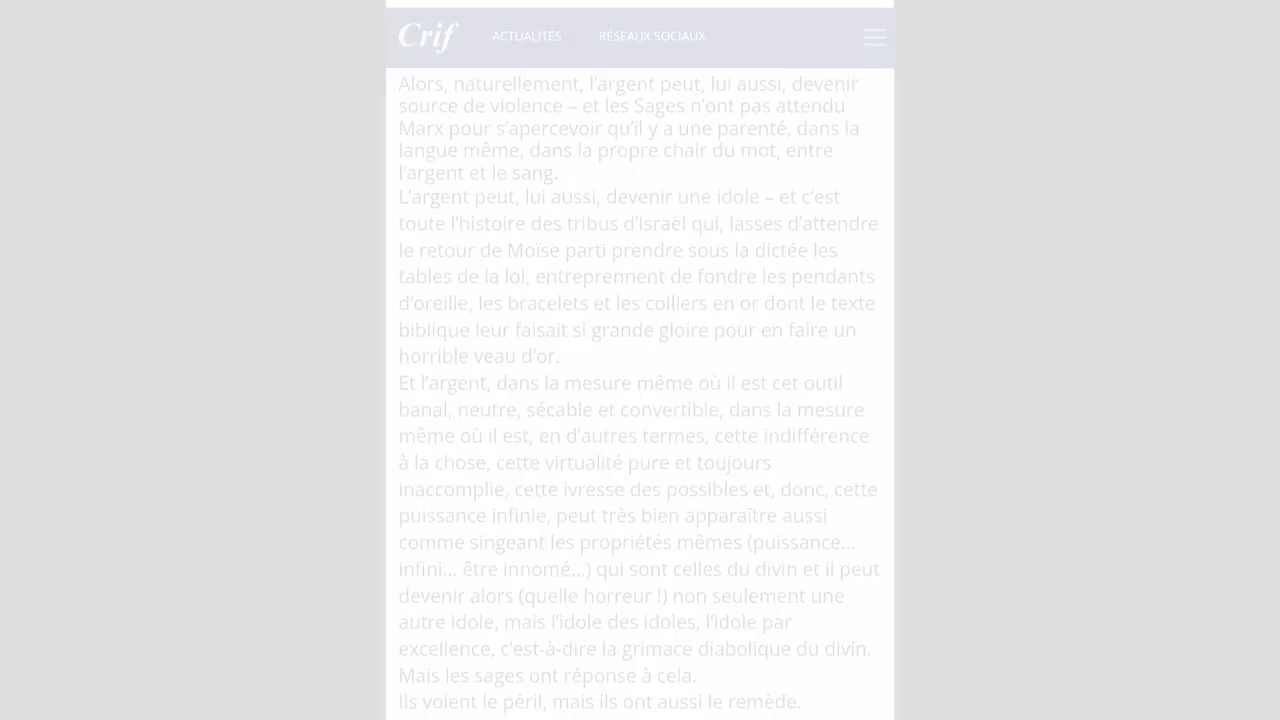 Crif ACTUALITÉS RÉSEAUX SOCIAUX
Alors, naturellement, l'argent peut, lui aussi, devenir
source de violence – et les Sages n'ont pas attendu
Marx pour s'apercevoir qu'il y a une parenté, dans la
langue même, dans la propre chair du mot, entre
l'argent et le sang.
L'argent peut, lui aussi, devenir une idole – et c'est
toute l'histoire des tribus d'Israël qui, lasses d'attendre
le retour de Moïse parti prendre sous la dictée les
tables de la loi, entreprennent de fondre les pendants
d'oreille, les bracelets et les colliers en or dont le texte
biblique leur faisait si grande gloire pour en faire un
horrible veau d'or.
Et l'argent, dans la mesure même où il est cet outil
banal, neutre, sécable et convertible, dans la mesure
même où il est, en d'autres termes, cette indifférence
à la chose, cette virtualité pure et toujours
inaccomplie, cette ivresse des possibles et, donc, cette
puissance infinie, peut très bien apparaître aussi
comme singeant les propriétés mêmes (puissance...
infini... être innomé...) qui sont celles du divin et il peut
devenir alors (quelle horreur !) non seulement une
autre idole, mais l'idole des idoles, l'idole par
excellence, c'est-à-dire la grimace diabolique du divin.
Mais les sages ont réponse à cela.
Ils voient le péril, mais ils ont aussi le remède.